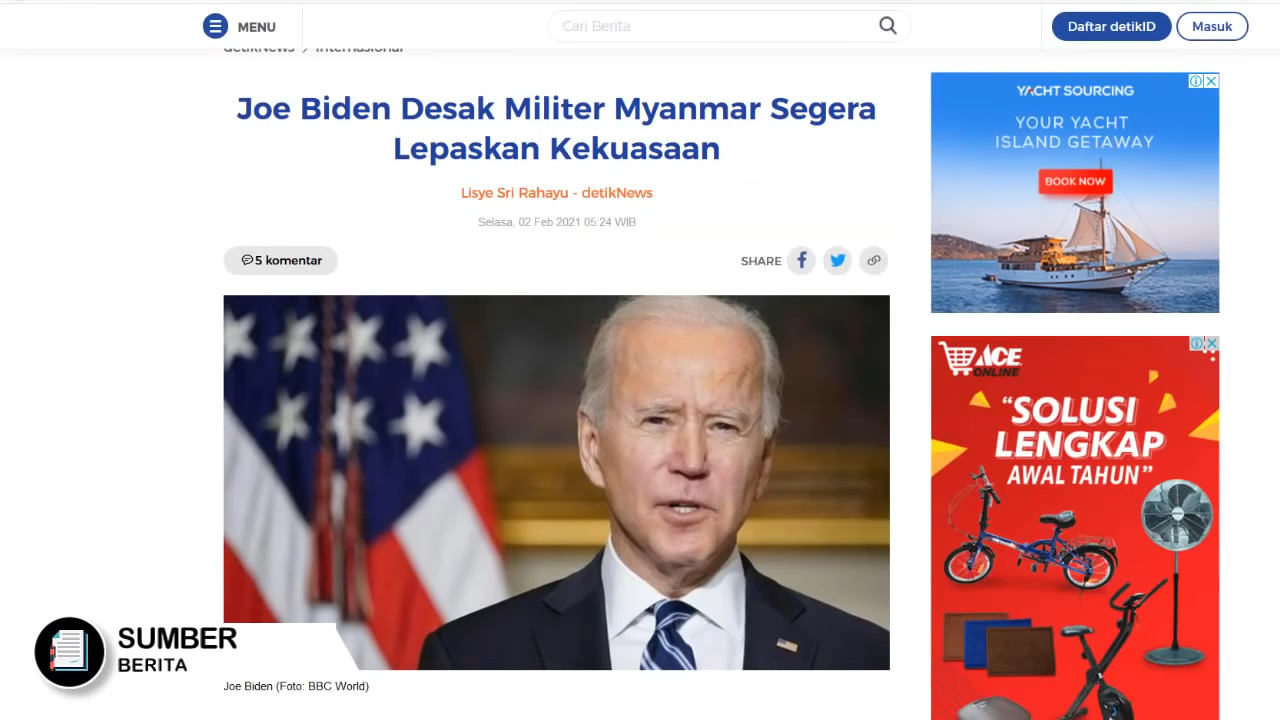 MENU
Cari Berita
Daftar detikID
Masuk
detikNews > Internasional
Joe Biden Desak Militer Myanmar Segera
Lepaskan Kekuasaan
Lisye Sri Rahayu - detikNews
Selasa, 02 Feb 2021 05:24 WIB
5 komentar
SHARE
YACHT SOURCING
YOUR YACHT
ISLAND GETAWAY
BOOK NOW
ACE
ONLINE
“SOLUSI
LENGKAP
AWAL TAHUN”
SUMBER
BERITA
Joe Biden (Foto: BBC World)